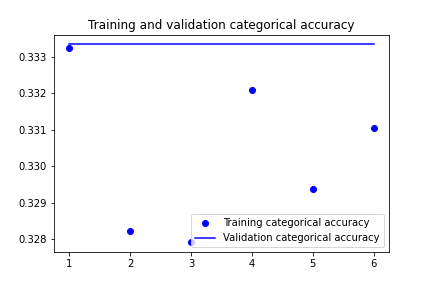 Training and validation categorical accuracy
0.333
0.332
0.331
0.330
0.329
0.328
Training categorical accuracy
Validation categorical accuracy
1 2 3 4 5 6